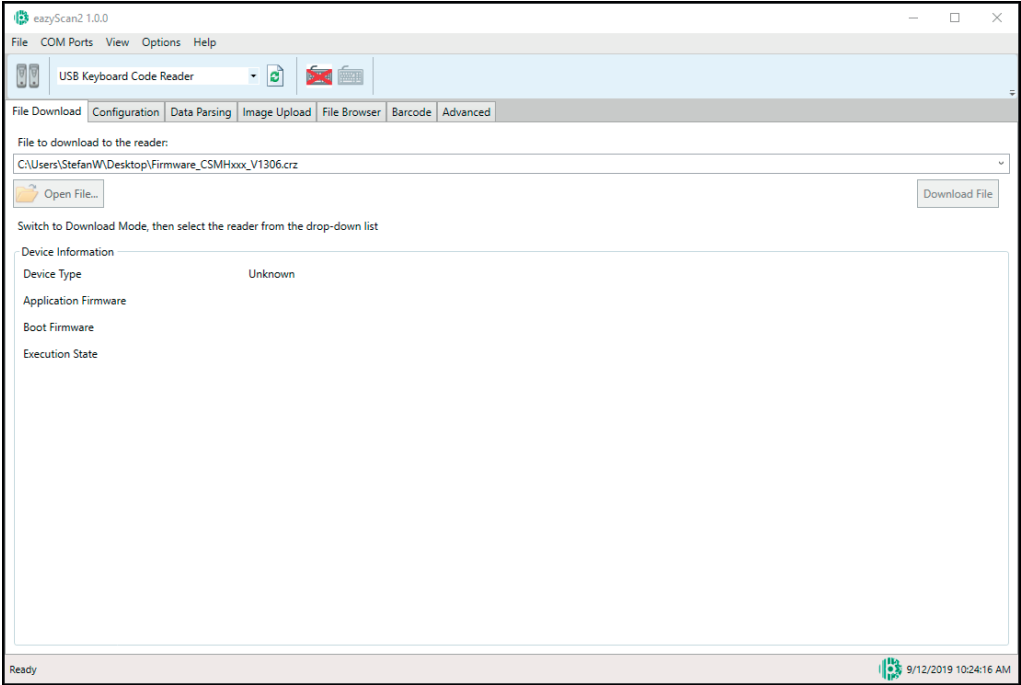 eazyScan2 1.0.0
File COM Ports View Options Help
USB Keyboard Code Reader
File Download Configuration Data Parsing Image Upload File Browser Barcode Advanced
File to download to the reader:
C:\Users\StefanW\Desktop\Firmware_CSMHxxx_V1306.crz
Open File... Download File
Switch to Download Mode, then select the reader from the drop-down list
Device Information
Device Type Unknown
Application Firmware
Boot Firmware
Execution State
Ready 9/12/2019 10:24:16 AM